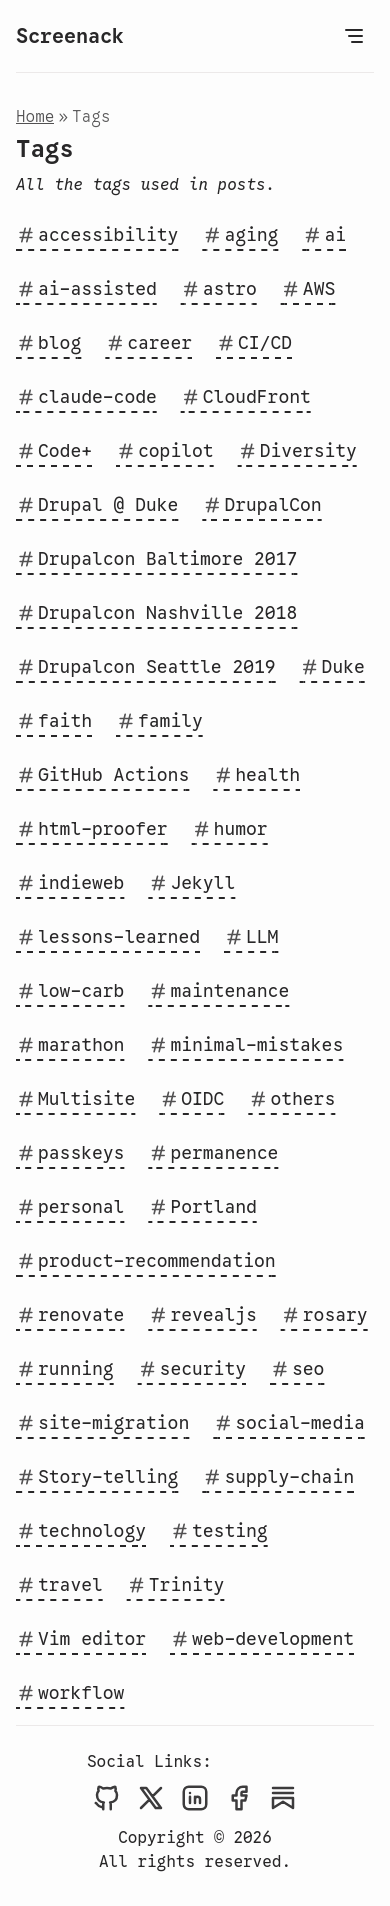 Screenack
Home » Tags
Tags
All the tags used in posts.
#accessibility #aging #ai
#ai-assisted #astro #AWS
#blog #career #CI/CD
#claude-code #CloudFront
#Code+ #copilot #Diversity
#Drupal @ Duke #DrupalCon
#Drupalcon Baltimore 2017
#Drupalcon Nashville 2018
#Drupalcon Seattle 2019 #Duke
#faith #family
#GitHub Actions #health
#html-proofer #humor
#indieweb #Jekyll
#lessons-learned #LLM
#low-carb #maintenance
#marathon #minimal-mistakes
#Multisite #OIDC #others
#passkeys #permanence
#personal #Portland
#product-recommendation
#renovate #revealjs #rosary
#running #security #seo
#site-migration #social-media
#Story-telling #supply-chain
#technology #testing
#travel #Trinity
#Vim editor #web-development
#workflow
Social Links:
Copyright © 2026
All rights reserved.